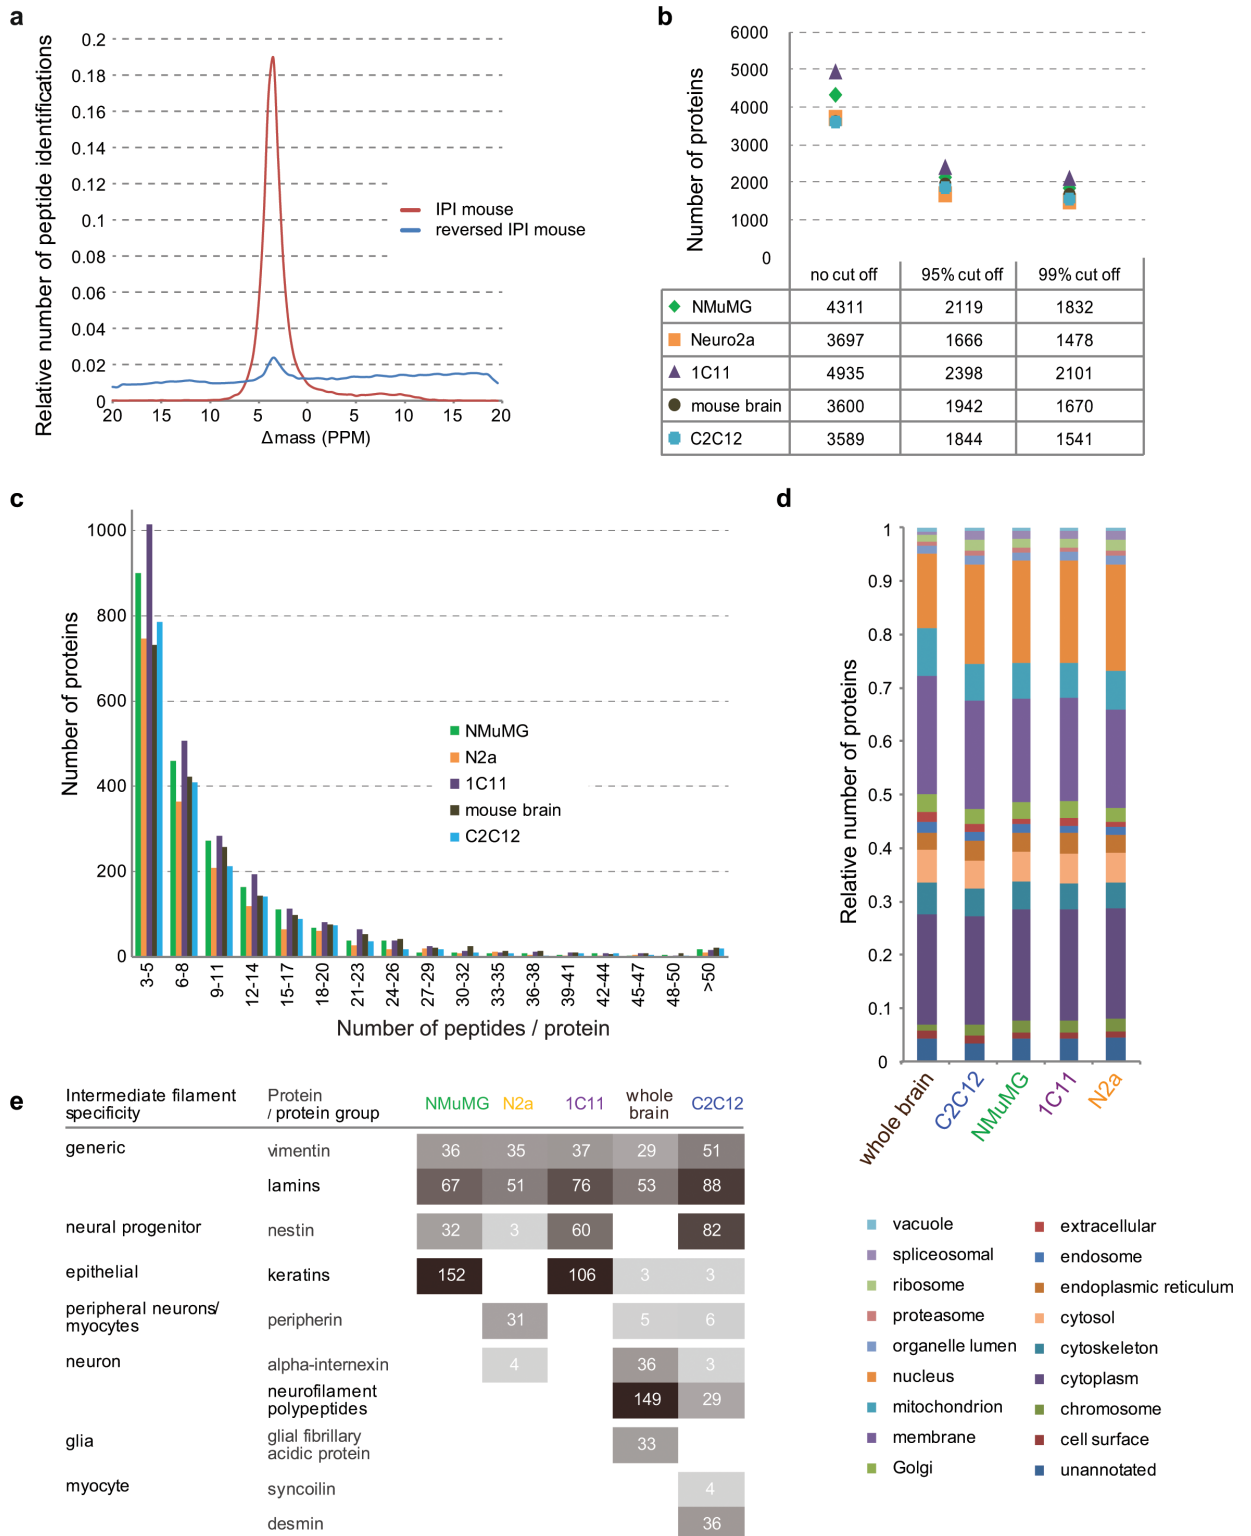 a
Relative number of peptide identifications
0.2
0.18
0.16
0.14
0.12
0.1
0.08
0.06
0.04
0.02
0
20 15 10 5 0 5 10 15 20
Δmass (PPM)
IPI mouse
reversed IPI mouse
b
Number of proteins
6000
5000
4000
3000
2000
1000
0
no cut off 95% cut off 99% cut off
NMuMG 4311 2119 1832
Neuro2a 3697 1666 1478
1C11 4935 2398 2101
mouse brain 3600 1942 1670
C2C12 3589 1844 1541
c
Number of proteins
1000
800
600
400
200
0
NMuMG
N2a
1C11
mouse brain
C2C12
3-5 6-8 9-11 12-14 15-17 18-20 21-23 24-26 27-29 30-32 33-35 36-38 39-41 42-44 45-47 48-50 >50
Number of peptides / protein
d
Relative number of proteins
1
0.9
0.8
0.7
0.6
0.5
0.4
0.3
0.2
0.1
0
whole brain C2C12 NMuMG 1C11 N2a
vacuole
spliceosomal
ribosome
proteasome
organelle lumen
nucleus
mitochondrion
membrane
Golgi
extracellular
endosome
endoplasmic reticulum
cytosol
cytoskeleton
cytoplasm
chromosome
cell surface
unannotated
e
Intermediate filament
specificity
Protein
/ protein group
NMuMG N2a 1C11 whole
brain C2C12
generic vimentin 36 35 37 29 51
lamins 67 51 76 53 88
neural progenitor nestin 32 3 60 82
epithelial keratins 152 106 3 3
peripheral neurons/
myocytes peripherin 31 5 6
neuron alpha-internexin 4 36 3
neurofilament
polypeptides 149 29
glia glial fibrillary
acidic protein 33
myocyte syncoilin 4
desmin 36